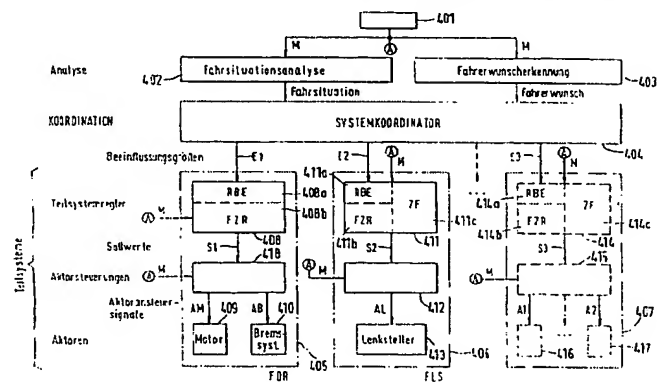 401
M
A
M
Analyse
402
Fahrsituationsanalyse
Fahrerwunscherkennung
403
Fahrsituation
Fahrerwunsch
KOORDINATION
SYSTEMKOORDINATOR
404
Beeinflussungsgrößen
E1
E2
A
M
E3
A
M
411a
Teilsystemregler
RBE
408a
RBE
ZF
414a
RBE
ZF
A
M
FZR
408b
FZR
411c
414b
FZR
414c
408
411b
411
414
Sollwerte
S1
418
S2
S3
415
Teilsysteme
Aktorsteuerungen
A
M
A
M
412
A
M
Aktoransteuer-
signale
AM
409
AB
410
AL
A1
A2
407
Aktoren
Motor
Bremssyst.
Lenksteller
413
416
417
405
406
FDR
FLS